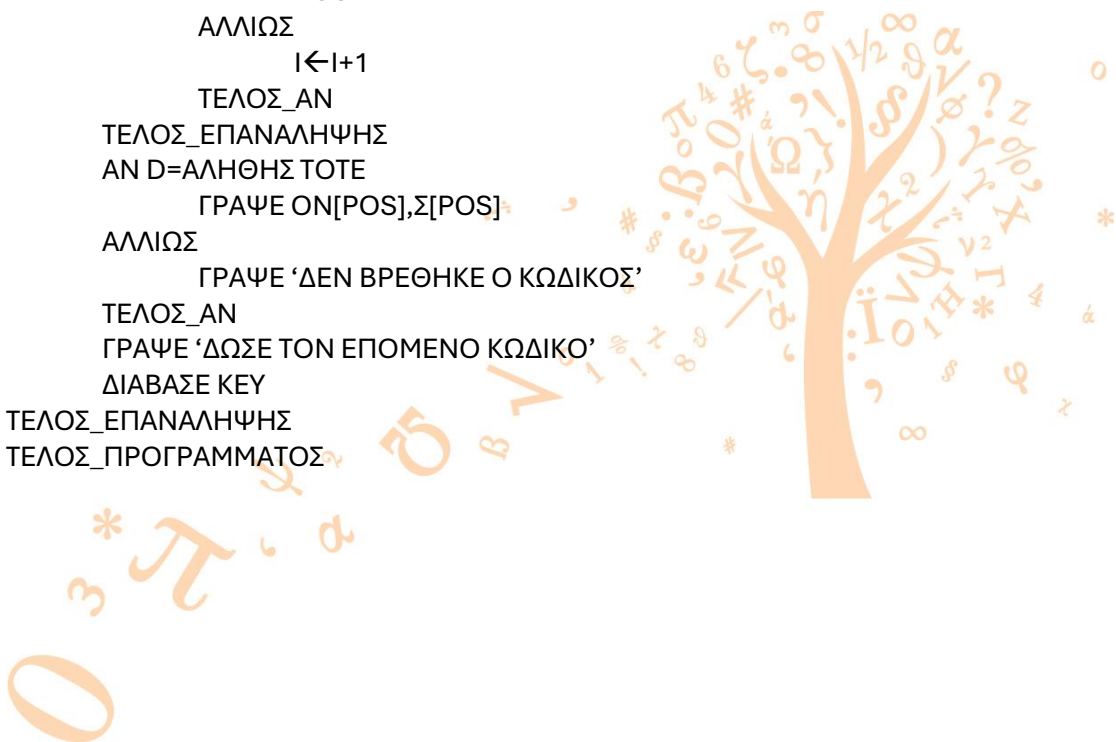 ΑΛΛΙΩΣ
Ι←Ι+1
ΤΕΛΟΣ_ΑΝ
ΤΕΛΟΣ_ΕΠΑΝΑΛΗΨΗΣ
ΑΝ D=ΑΛΗΘΗΣ ΤΟΤΕ
ΓΡΑΨΕ ΟΝ[POS],Σ[POS]
ΑΛΛΙΩΣ
ΓΡΑΨΕ ‘ΔΕΝ ΒΡΕΘΗΚΕ Ο ΚΩΔΙΚΟΣ’
ΤΕΛΟΣ_ΑΝ
ΓΡΑΨΕ ‘ΔΩΣΕ ΤΟΝ ΕΠΟΜΕΝΟ ΚΩΔΙΚΟ’
ΔΙΑΒΑΣΕ KEY
ΤΕΛΟΣ_ΕΠΑΝΑΛΗΨΗΣ
ΤΕΛΟΣ_ΠΡΟΓΡΑΜΜΑΤΟΣ